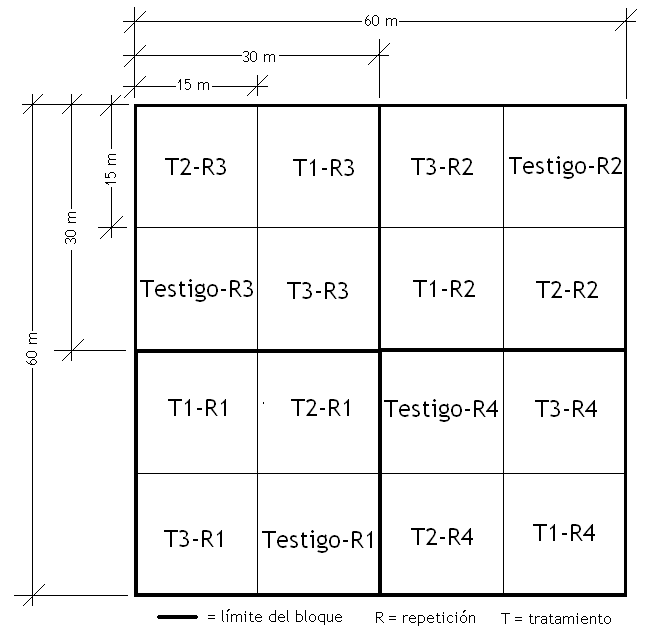 60 m
30 m
15 m
60 m
30 m
15 m
T2-R3 T1-R3 T3-R2 Testigo-R2
Testigo-R3 T3-R3 T1-R2 T2-R2
T1-R1 T2-R1 Testigo-R4 T3-R4
T3-R1 Testigo-R1 T2-R4 T1-R4
= límite del bloque R = repetición T = tratamiento